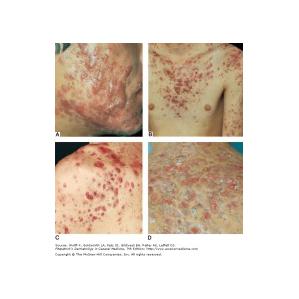 A
B
C
D
Source: Wolff K, Goldsmith LA, Katz SI, Gilchrest BA, Paller AS, Leffell DJ:
Fitzpatrick's Dermatology in General Medicine, 7th Edition: http://www.accessmedicine.com
Copyright © The McGraw-Hill Companies, Inc. All rights reserved.